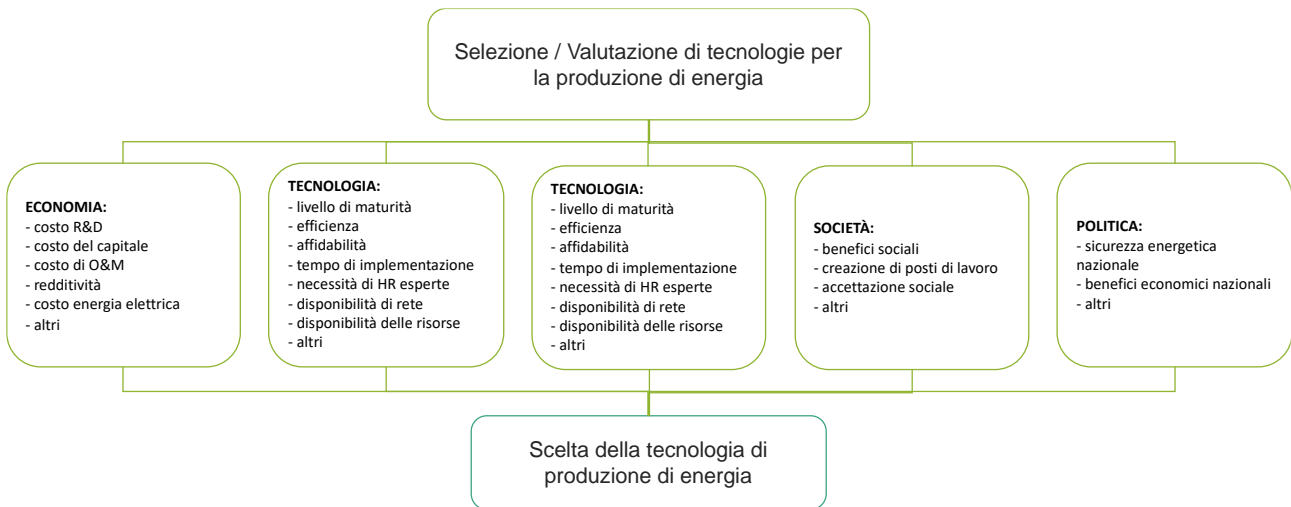 Selezione / Valutazione di tecnologie per
la produzione di energia
ECONOMIA:
- costo R&D
- costo del capitale
- costo di O&M
- redditività
- costo energia elettrica
- altri
TECNOLOGIA:
- livello di maturità
- efficienza
- affidabilità
- tempo di implementazione
- necessità di HR esperte
- disponibilità di rete
- disponibilità delle risorse
- altri
TECNOLOGIA:
- livello di maturità
- efficienza
- affidabilità
- tempo di implementazione
- necessità di HR esperte
- disponibilità di rete
- disponibilità delle risorse
- altri
SOCIETÀ:
- benefici sociali
- creazione di posti di lavoro
- accettazione sociale
- altri
POLITICA:
- sicurezza energetica
nazionale
- benefici economici nazionali
- altri
Scelta della tecnologia di
produzione di energia